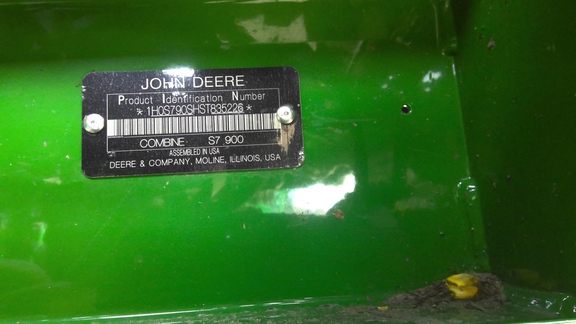 JOHN DEERE
Product Identification Number
*1H0S790SHST835226*
COMBINE S7 900
ASSEMBLED IN USA
DEERE & COMPANY, MOLINE, ILLINOIS, USA